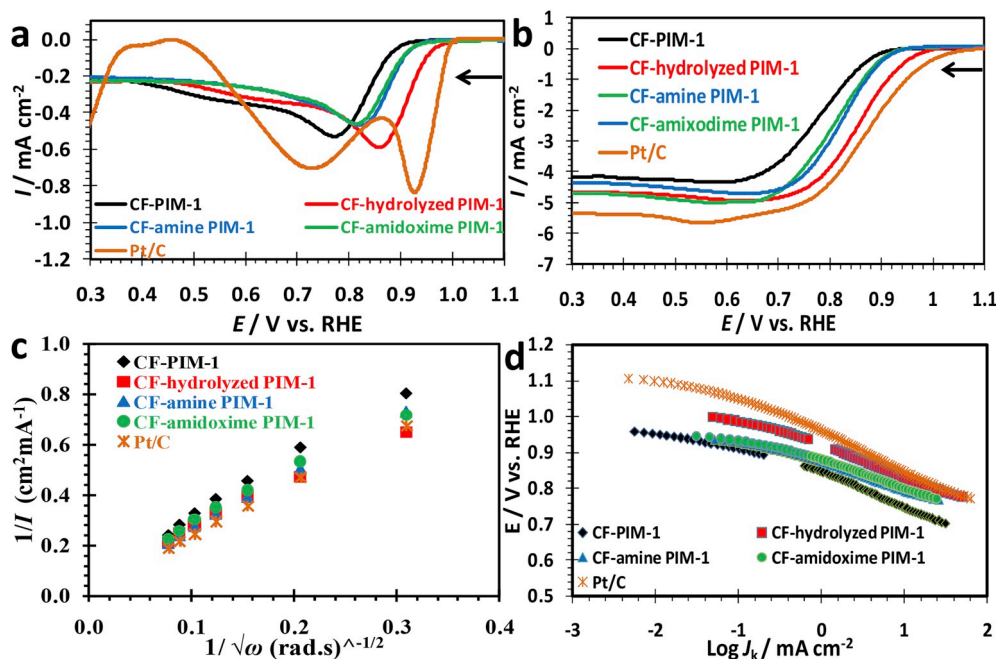 a
0.0
-0.2
-0.4
-0.6
-0.8
-1.0
-1.2
I / mA cm-2
CF-PIM-1
CF-hydrolyzed PIM-1
CF-amine PIM-1
CF-amidoxime PIM-1
Pt/C
0.3 0.4 0.5 0.6 0.7 0.8 0.9 1.0 1.1
E / V vs. RHE
b
1
0
-1
-2
-3
-4
-5
-6
-7
I / mA cm-2
CF-PIM-1
CF-hydrolyzed PIM-1
CF-amine PIM-1
CF-amixodime PIM-1
Pt/C
0.3 0.4 0.5 0.6 0.7 0.8 0.9 1 1.1
E / V vs. RHE
c
1.0
0.8
0.6
0.4
0.2
0.0
1/I (cm2mA-1)
CF-PIM-1
CF-hydrolyzed PIM-1
CF-amine PIM-1
CF-amidoxime PIM-1
Pt/C
0.0 0.1 0.2 0.3 0.4
1/ √ω (rad.s)^-1/2
d
1.2
1.1
1.0
0.9
0.8
0.7
0.6
0.5
E / V vs. RHE
CF-PIM-1
CF-hydrolyzed PIM-1
CF-amine PIM-1
CF-amidoxime PIM-1
Pt/C
-3 -2 -1 0 1 2
Log Jk / mA cm-2